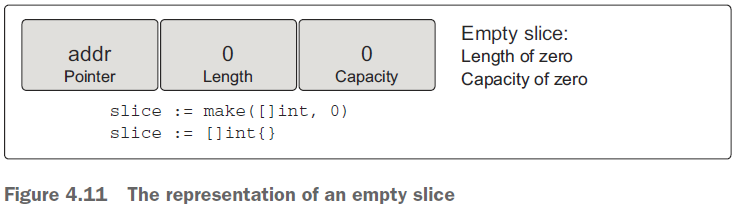 addr
Pointer
0
Length
0
Capacity
Empty slice:
Length of zero
Capacity of zero
slice := make([]int, 0)
slice := []int{}
Figure 4.11 The representation of an empty slice